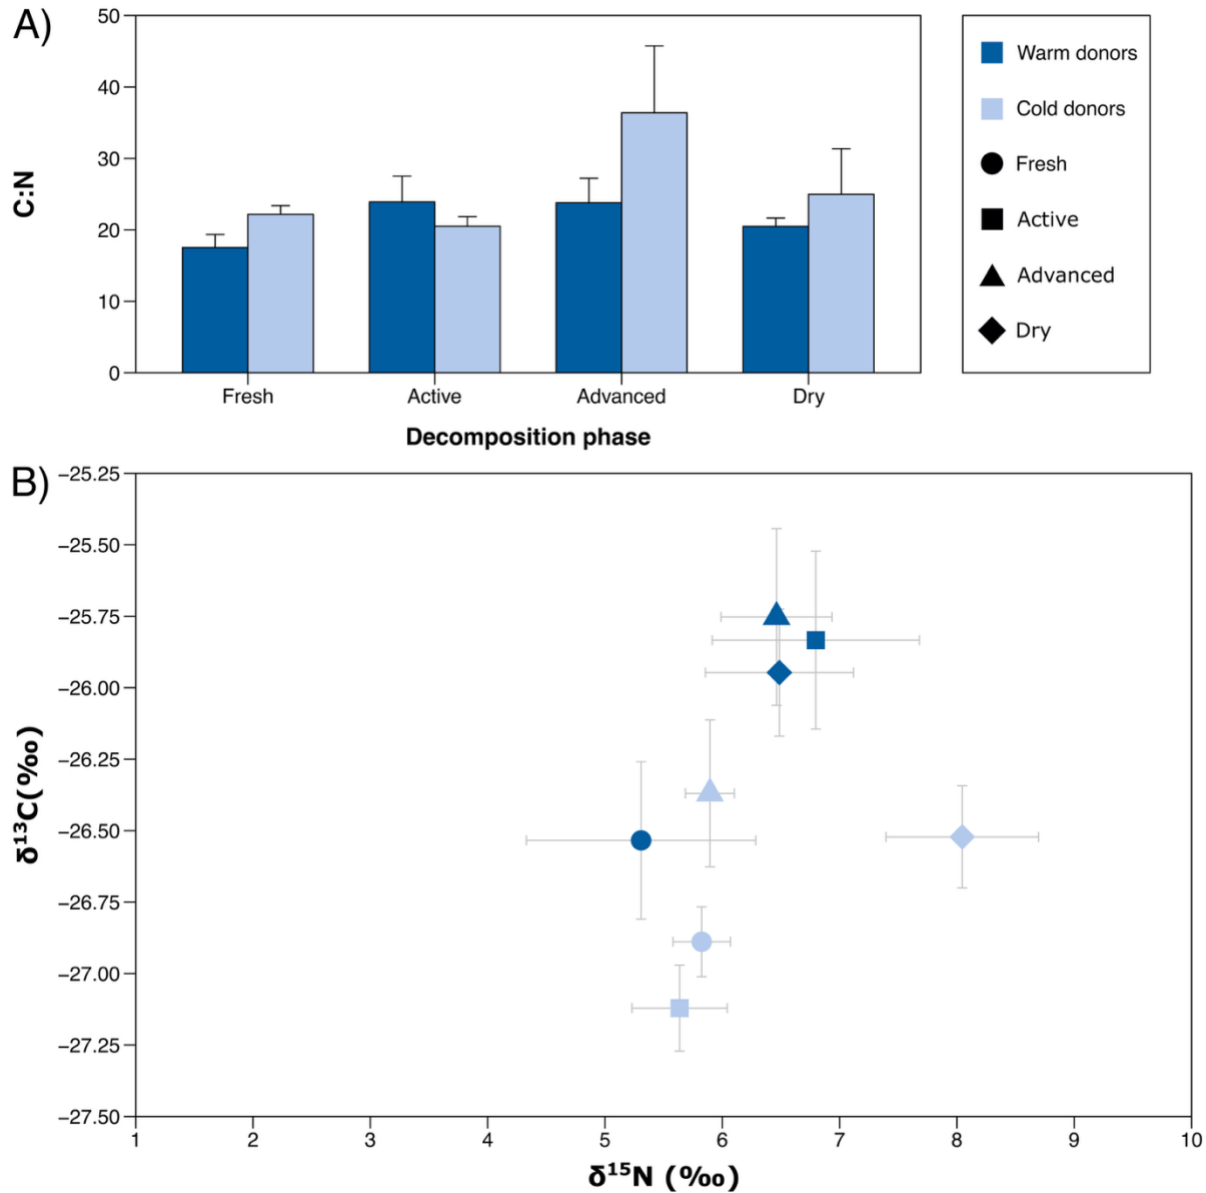 A)
50
40
30
20
10
0
C:N
Fresh
Active
Advanced
Dry
Decomposition phase
Warm donors
Cold donors
Fresh
Active
Advanced
Dry
B)
−25.25
−25.50
−25.75
−26.00
−26.25
−26.50
−26.75
−27.00
−27.25
−27.50
δ¹³C(‰)
1 2 3 4 5 6 7 8 9 10
δ¹⁵N (‰)